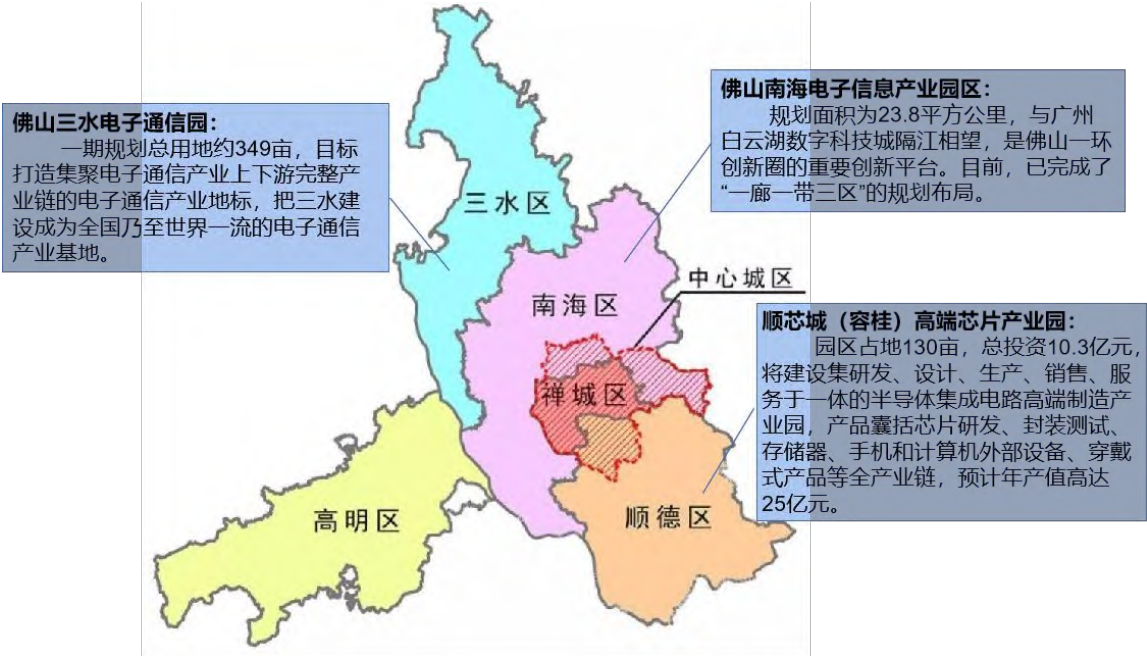 佛山三水电子通信园：
一期规划总用地约349亩，目标
打造集聚电子通信产业上下游完整产
业链的电子通信产业地标，把三水建
设成为全国乃至世界一流的电子通信
产业基地。
佛山南海电子信息产业园区：
规划面积为23.8平方公里，与广州
白云湖数字科技城隔江相望，是佛山一环
创新圈的重要创新平台。目前，已完成了
“一廊一带三区”的规划布局。
三水区
中心城区
南海区
顺芯城（容桂）高端芯片产业园：
园区占地130亩，总投资10.3亿元，
将建设集研发、设计、生产、销售、服
务于一体的半导体集成电路高端制造产
业园，产品囊括芯片研发、封装测试、
存储器、手机和计算机外部设备、穿戴
式产品等全产业链，预计年产值高达
25亿元。
禅城区
高明区
顺德区